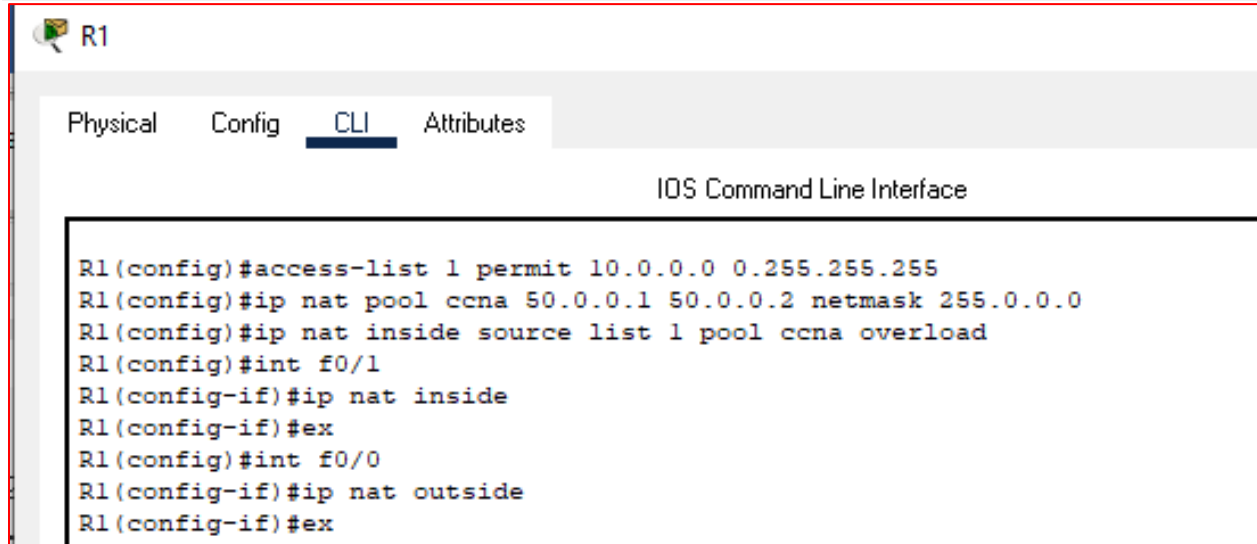 R1
Physical Config CLI Attributes
IOS Command Line Interface
R1(config)#access-list 1 permit 10.0.0.0 0.255.255.255
R1(config)#ip nat pool ccna 50.0.0.1 50.0.0.2 netmask 255.0.0.0
R1(config)#ip nat inside source list 1 pool ccna overload
R1(config)#int f0/1
R1(config-if)#ip nat inside
R1(config-if)#ex
R1(config)#int f0/0
R1(config-if)#ip nat outside
R1(config-if)#ex